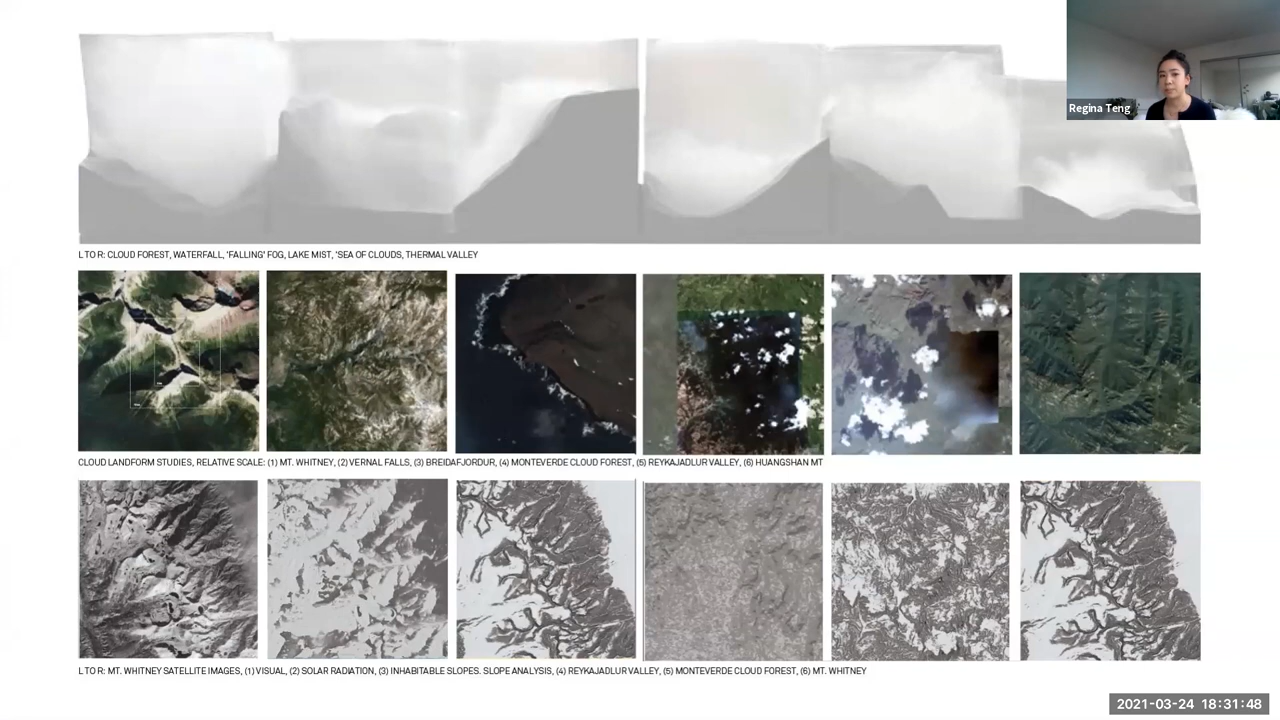 Regina Teng
L TO R: CLOUD FOREST, WATERFALL, 'FALLING' FOG, LAKE MIST, 'SEA OF CLOUDS, THERMAL VALLEY
CLOUD LANDFORM STUDIES, RELATIVE SCALE: (1) MT. WHITNEY, (2) VERNAL FALLS, (3) BREIDAFJORDUR, (4) MONTEVERDE CLOUD FOREST, (5) REYKAJADLUR VALLEY, (6) HUANGSHAN MT
L TO R: MT. WHITNEY SATELLITE IMAGES, (1) VISUAL, (2) SOLAR RADIATION, (3) INHABITABLE SLOPES. SLOPE ANALYSIS, (4) REYKAJADLUR VALLEY, (5) MONTEVERDE CLOUD FOREST, (6) MT. WHITNEY
2021-03-24 18:31:48